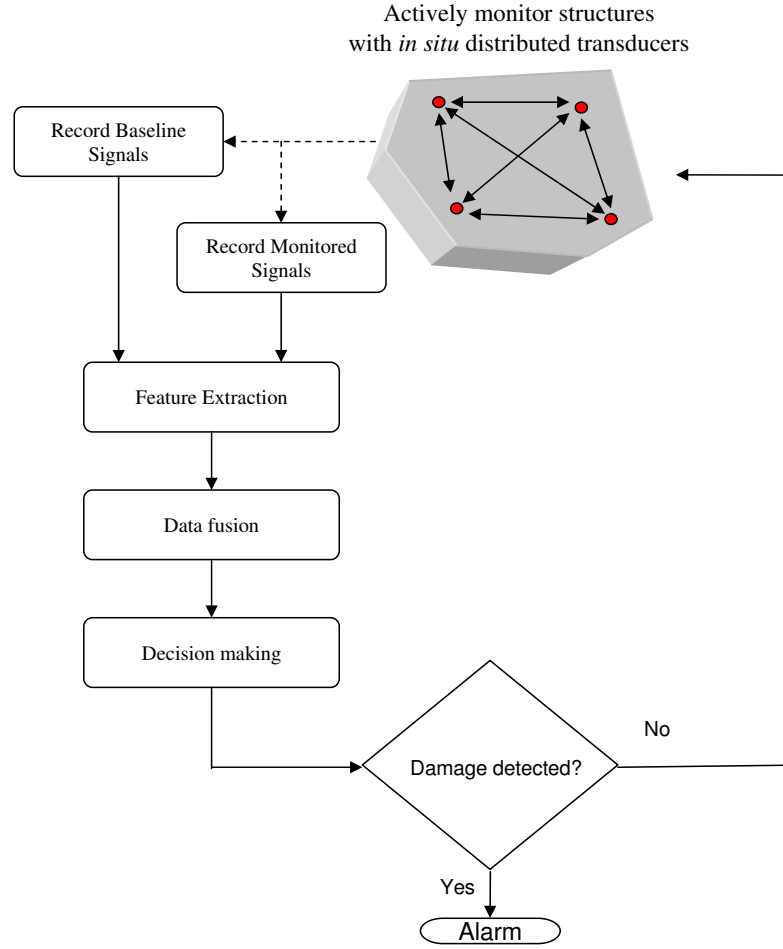 Actively monitor structures
with in situ distributed transducers
Record Baseline
Signals
Record Monitored
Signals
Feature Extraction
Data fusion
Decision making
No
Damage detected?
Yes
Alarm